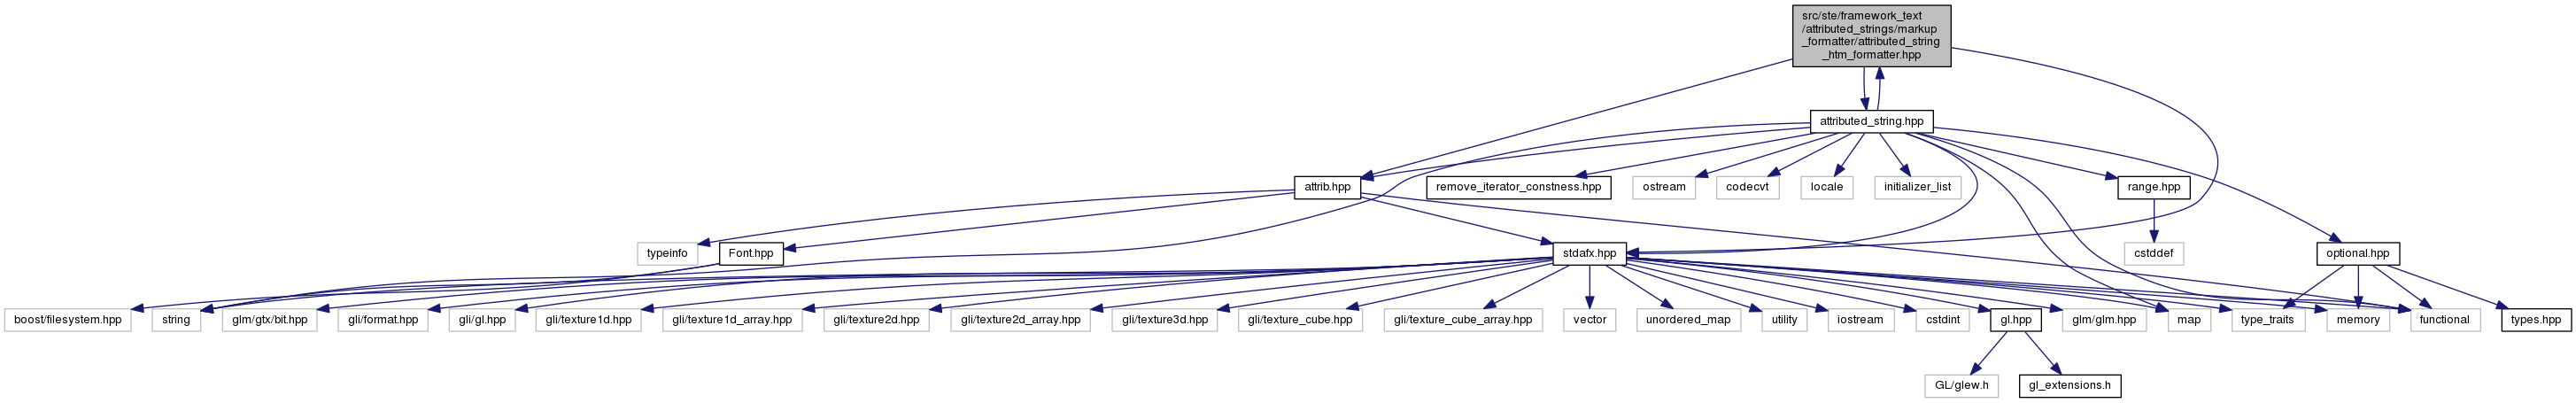 src/ste/framework_text
/attributed_strings/markup
_formatter/attributed_string
_htm_formatter.hpp
attributed_string.hpp
attrib.hpp
remove_iterator_constness.hpp
ostream
codecvt
locale
initializer_list
range.hpp
typeinfo
Font.hpp
stdafx.hpp
cstddef
optional.hpp
boost/filesystem.hpp
string
glm/gtx/bit.hpp
gli/format.hpp
gli/gl.hpp
gli/texture1d.hpp
gli/texture1d_array.hpp
gli/texture2d.hpp
gli/texture2d_array.hpp
gli/texture3d.hpp
gli/texture_cube.hpp
gli/texture_cube_array.hpp
vector
unordered_map
utility
iostream
cstdint
gl.hpp
glm/glm.hpp
map
type_traits
memory
functional
types.hpp
GL/glew.h
gl_extensions.h